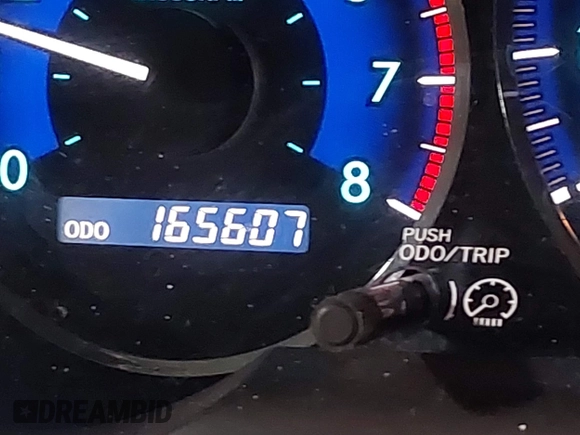 7
0
8
ODO 165607
PUSH
ODO/TRIP
DREAMBID